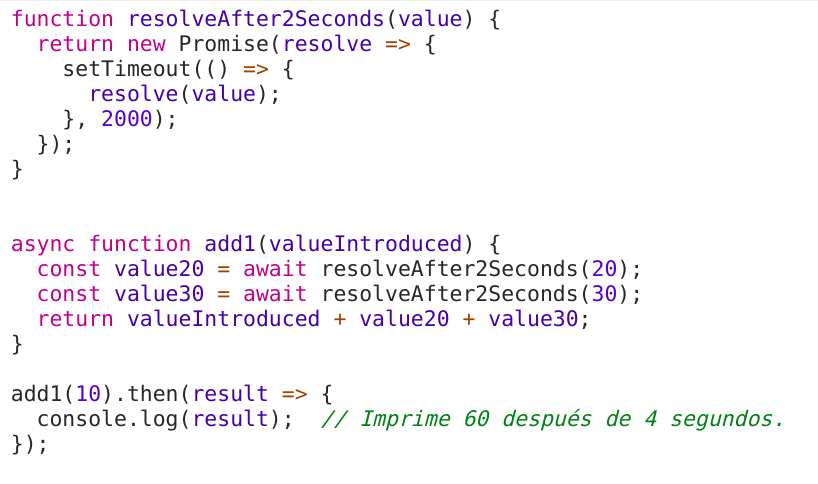 function resolveAfter2Seconds(value) {
  return new Promise(resolve => {
    setTimeout(() => {
      resolve(value);
    }, 2000);
  });
}
async function add1(valueIntroduced) {
  const value20 = await resolveAfter2Seconds(20);
  const value30 = await resolveAfter2Seconds(30);
  return valueIntroduced + value20 + value30;
}
add1(10).then(result => {
  console.log(result);  // Imprime 60 después de 4 segundos.
});